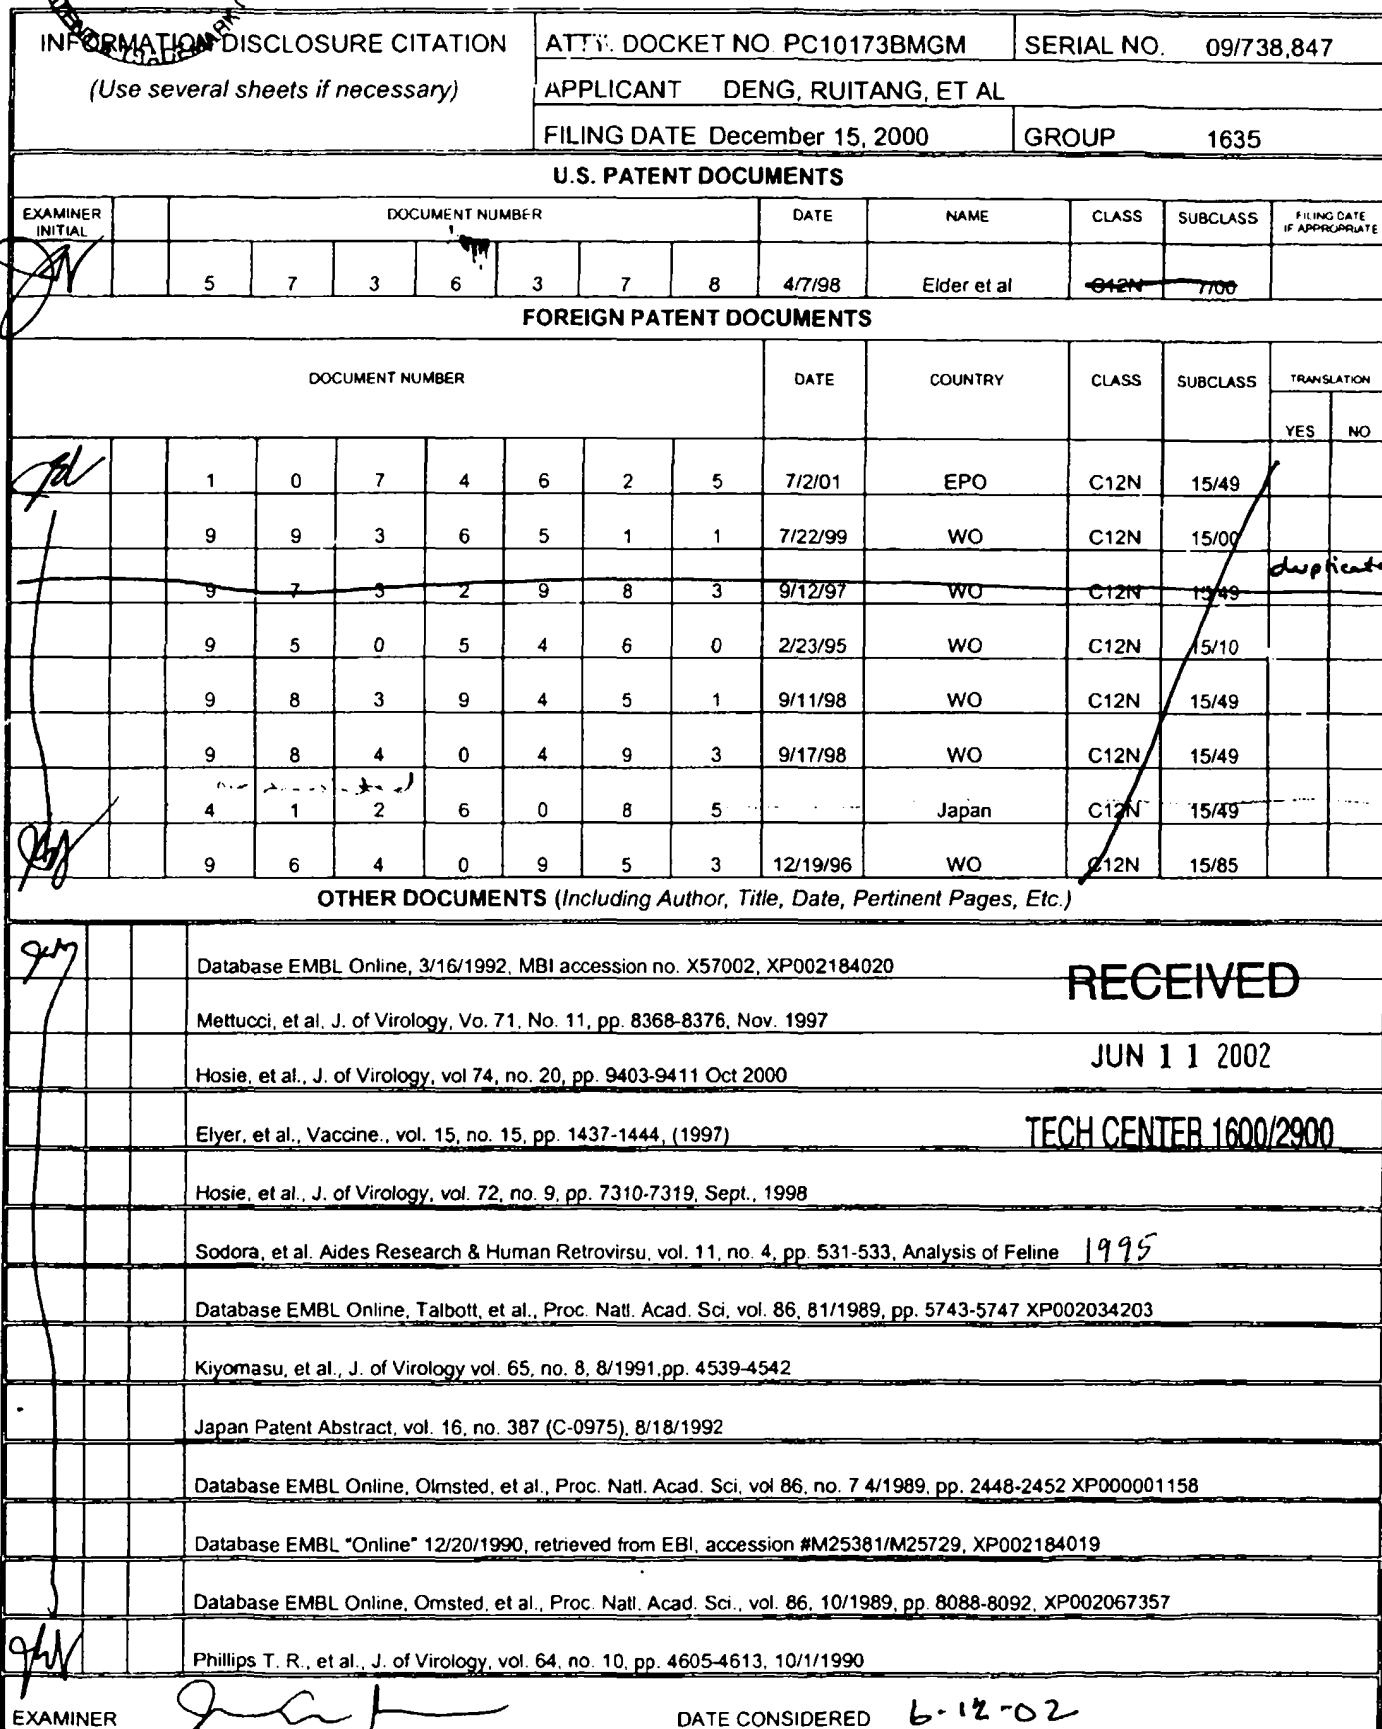 INFORMATION DISCLOSURE CITATION
(Use several sheets if necessary)
ATTY. DOCKET NO. PC10173BMGM SERIAL NO. 09/738,847
APPLICANT DENG, RUITANG, ET AL
FILING DATE December 15, 2000 GROUP 1635
U.S. PATENT DOCUMENTS
EXAMINER INITIAL DOCUMENT NUMBER DATE NAME CLASS SUBCLASS FILING DATE IF APPROPRIATE
5 7 3 6 3 7 8 4/7/98 Elder et al C12N 7/00
FOREIGN PATENT DOCUMENTS
DOCUMENT NUMBER DATE COUNTRY CLASS SUBCLASS TRANSLATION
YES NO
1 0 7 4 6 2 5 7/2/01 EPO C12N 15/49
9 9 3 6 5 1 1 7/22/99 WO C12N 15/00
duplicate
9 7 3 2 9 8 3 9/12/97 WO C12N 15/49
9 5 0 5 4 6 0 2/23/95 WO C12N 15/10
9 8 3 9 4 5 1 9/11/98 WO C12N 15/49
9 8 4 0 4 9 3 9/17/98 WO C12N 15/49
4 1 2 6 0 8 5 Japan C12N 15/49
9 6 4 0 9 5 3 12/19/96 WO C12N 15/85
OTHER DOCUMENTS (Including Author, Title, Date, Pertinent Pages, Etc.)
Database EMBL Online, 3/16/1992, MBI accession no. X57002, XP002184020
RECEIVED
Mettucci, et al, J. of Virology, Vo. 71, No. 11, pp. 8368-8376, Nov. 1997
JUN 1 1 2002
Hosie, et al., J. of Virology, vol 74, no. 20, pp. 9403-9411 Oct 2000
TECH CENTER 1600/2900
Elyer, et al., Vaccine., vol. 15, no. 15, pp. 1437-1444, (1997)
Hosie, et al., J. of Virology, vol. 72, no. 9, pp. 7310-7319, Sept., 1998
Sodora, et al. Aides Research & Human Retrovirsu, vol. 11, no. 4, pp. 531-533, Analysis of Feline 1995
Database EMBL Online, Talbott, et al., Proc. Natl. Acad. Sci, vol. 86, 81/1989, pp. 5743-5747 XP002034203
Kiyomasu, et al., J. of Virology vol. 65, no. 8, 8/1991,pp. 4539-4542
Japan Patent Abstract, vol. 16, no. 387 (C-0975), 8/18/1992
Database EMBL Online, Olmsted, et al., Proc. Natl. Acad. Sci, vol 86, no. 7 4/1989, pp. 2448-2452 XP000001158
Database EMBL "Online" 12/20/1990, retrieved from EBI, accession #M25381/M25729, XP002184019
Database EMBL Online, Omsted, et al., Proc. Natl. Acad. Sci., vol. 86, 10/1989, pp. 8088-8092, XP002067357
Phillips T. R., et al., J. of Virology, vol. 64, no. 10, pp. 4605-4613, 10/1/1990
EXAMINER DATE CONSIDERED 6-12-02